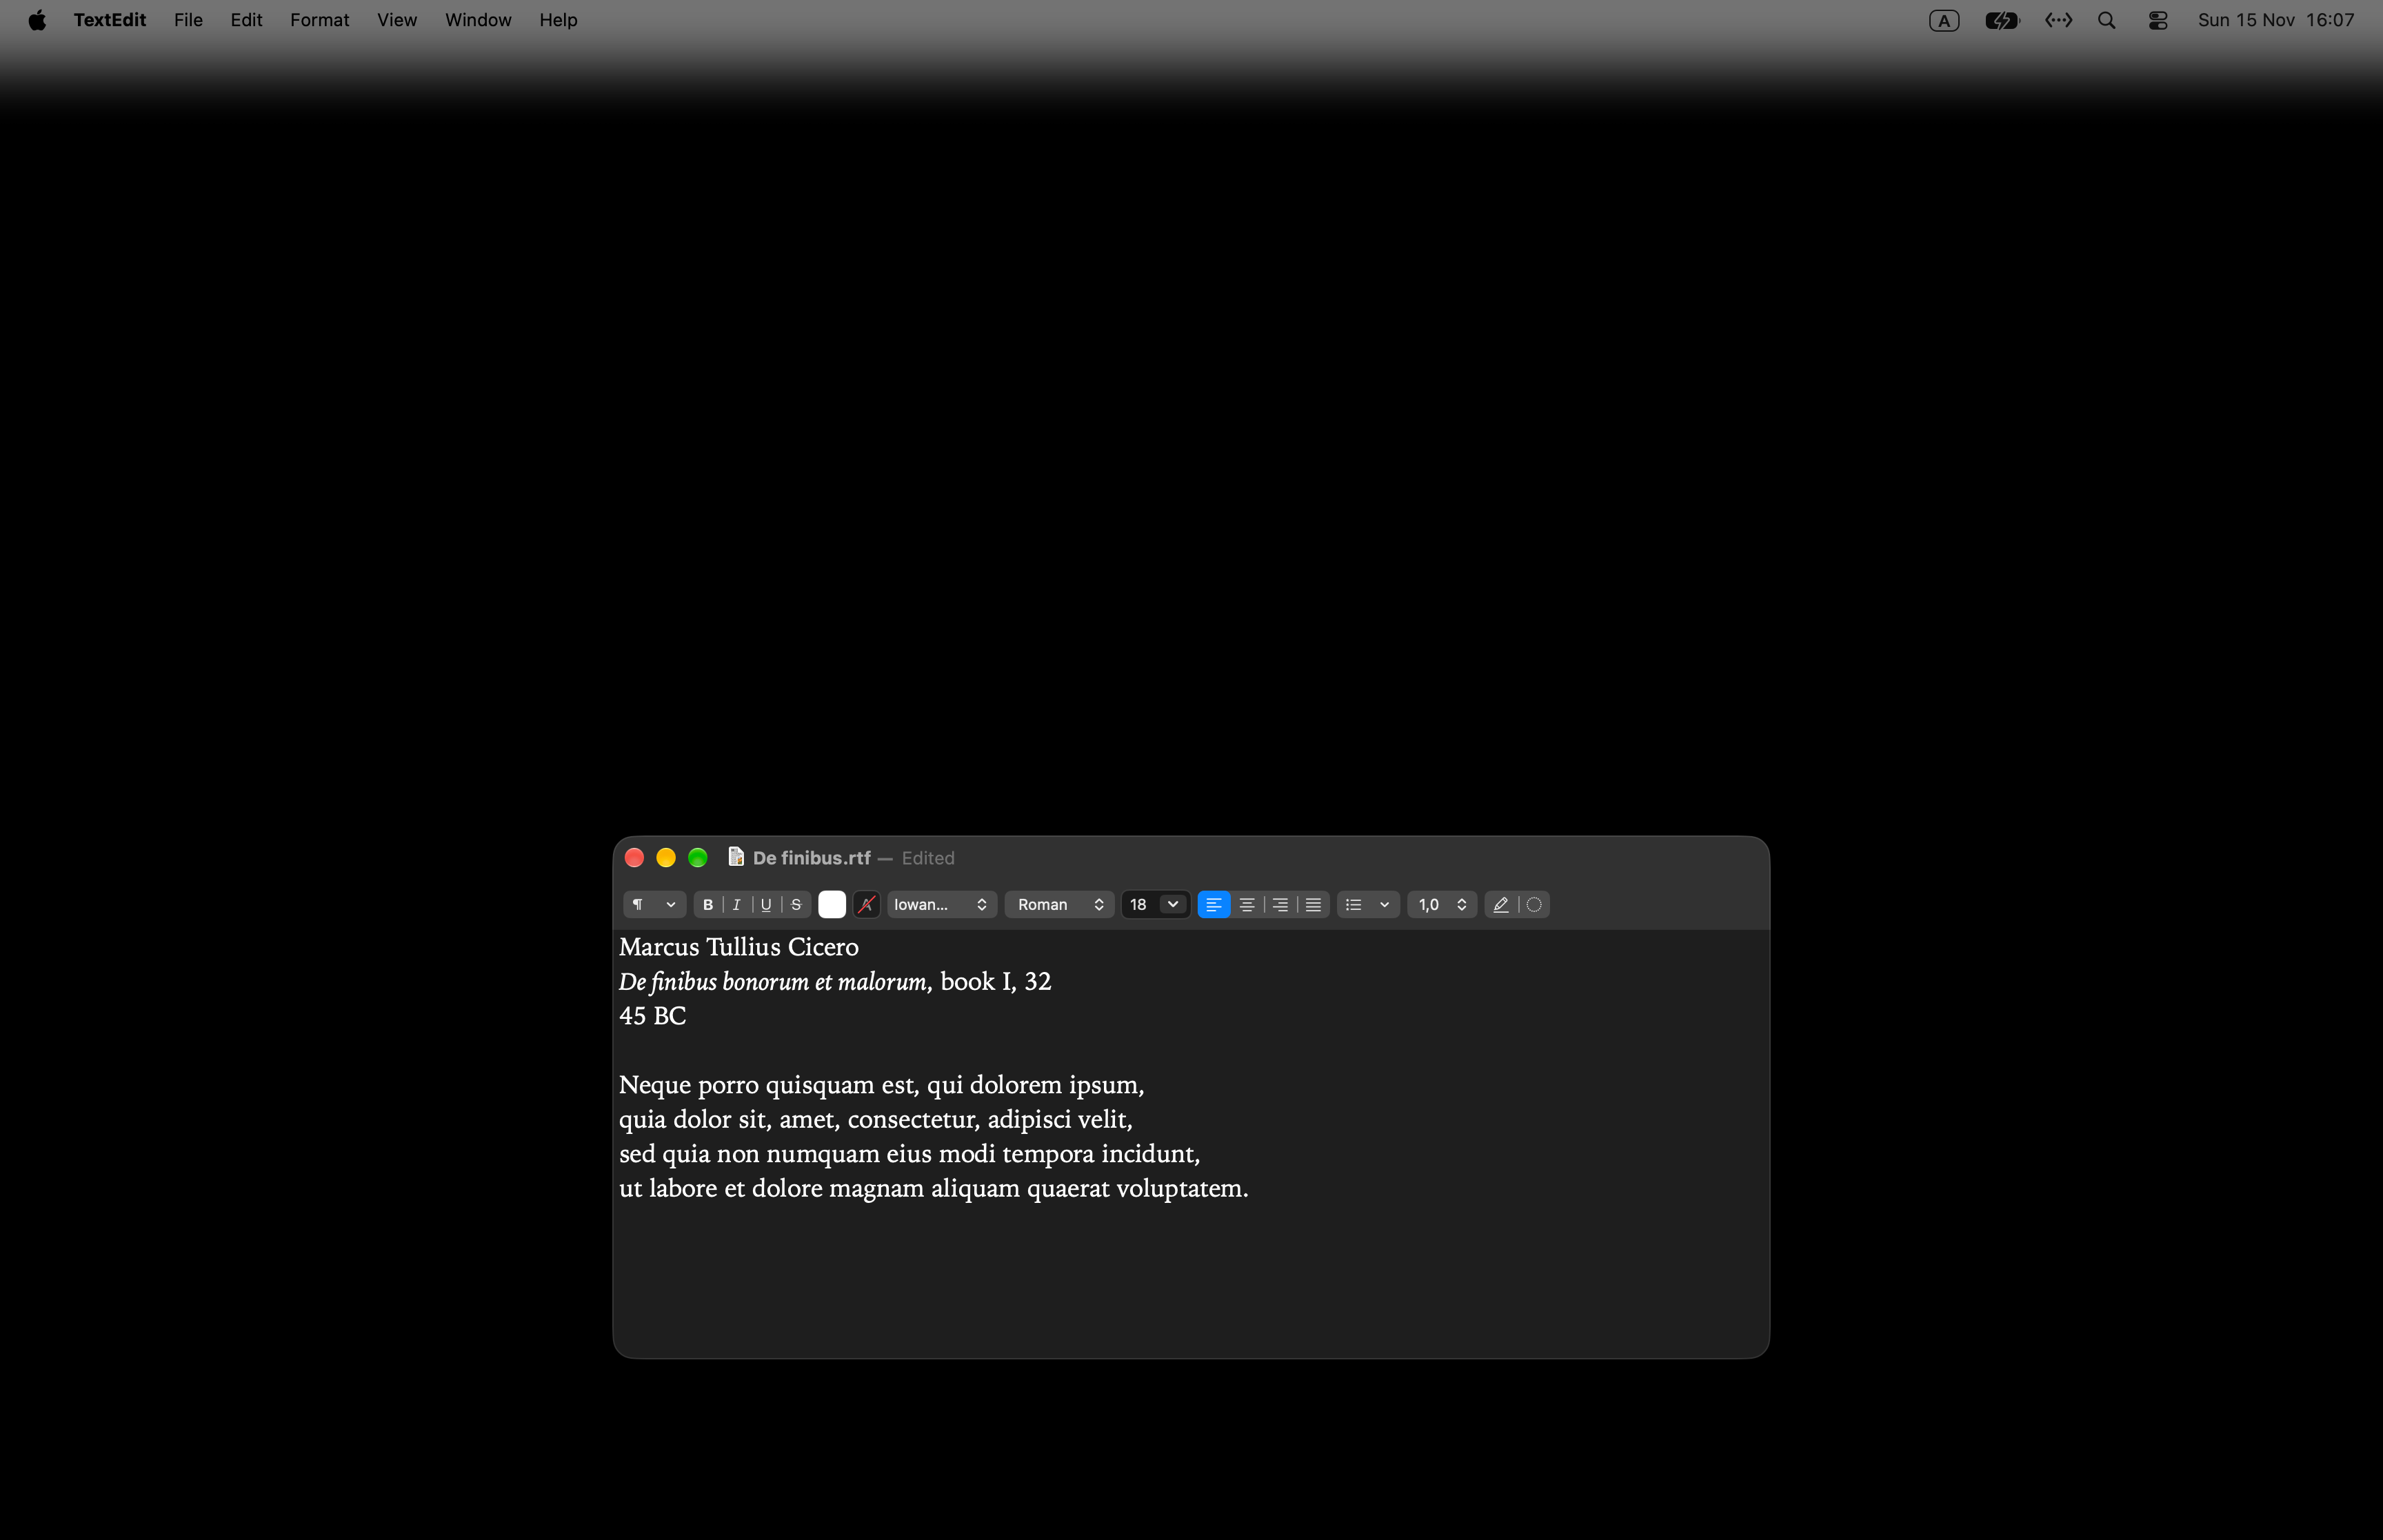 TextEdit File Edit Format View Window Help A Sun 15 Nov 16:07
De finibus.rtf — Edited
¶ B I U S A Iowan... Roman 18 1,0
Marcus Tullius Cicero
De finibus bonorum et malorum, book I, 32
45 BC
Neque porro quisquam est, qui dolorem ipsum,
quia dolor sit, amet, consectetur, adipisci velit,
sed quia non numquam eius modi tempora incidunt,
ut labore et dolore magnam aliquam quaerat voluptatem.